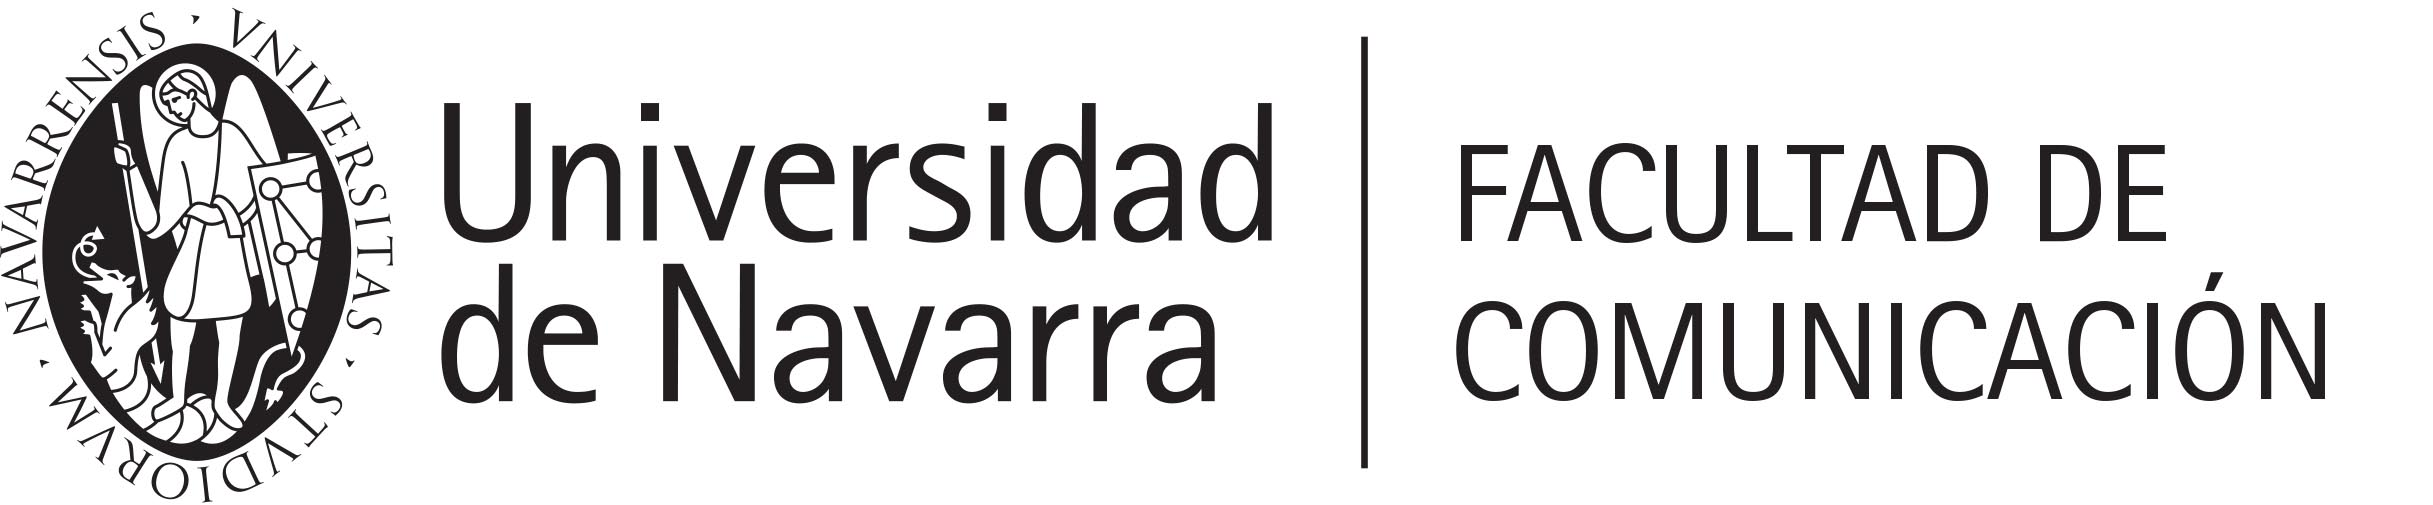 VNIVERSITAS · STVDIORVM · NAVARRENSIS ·
Universidad
de Navarra
FACULTAD DE
COMUNICACIÓN